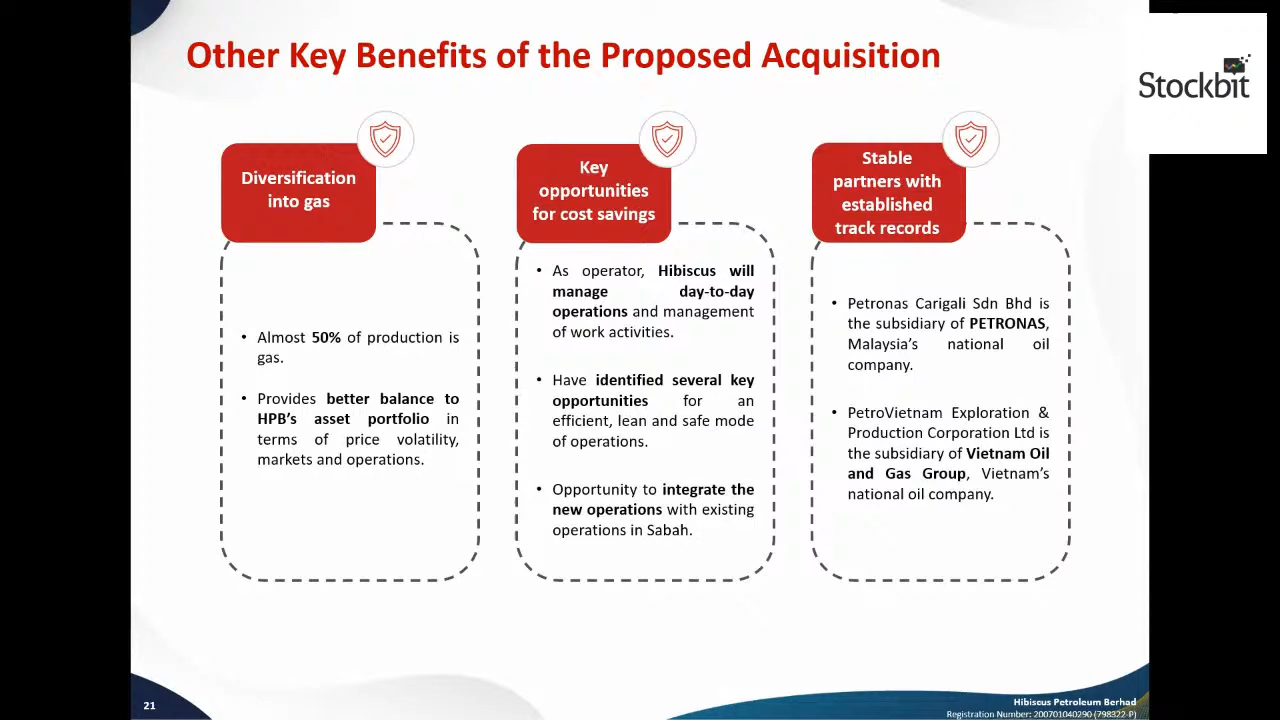 Other Key Benefits of the Proposed Acquisition
Stockbit
Diversification
into gas
• Almost 50% of production is
gas.
• Provides better balance to
HPB's asset portfolio in
terms of price volatility,
markets and operations.
Key
opportunities
for cost savings
• As operator, Hibiscus will
manage day-to-day
operations and management
of work activities.
• Have identified several key
opportunities for an
efficient, lean and safe mode
of operations.
• Opportunity to integrate the
new operations with existing
operations in Sabah.
Stable
partners with
established
track records
• Petronas Carigali Sdn Bhd is
the subsidiary of PETRONAS,
Malaysia's national oil
company.
• PetroVietnam Exploration &
Production Corporation Ltd is
the subsidiary of Vietnam Oil
and Gas Group, Vietnam's
national oil company.
21
Hibiscus Petroleum Berhad
Registration Number: 200701040290 (798322-P)